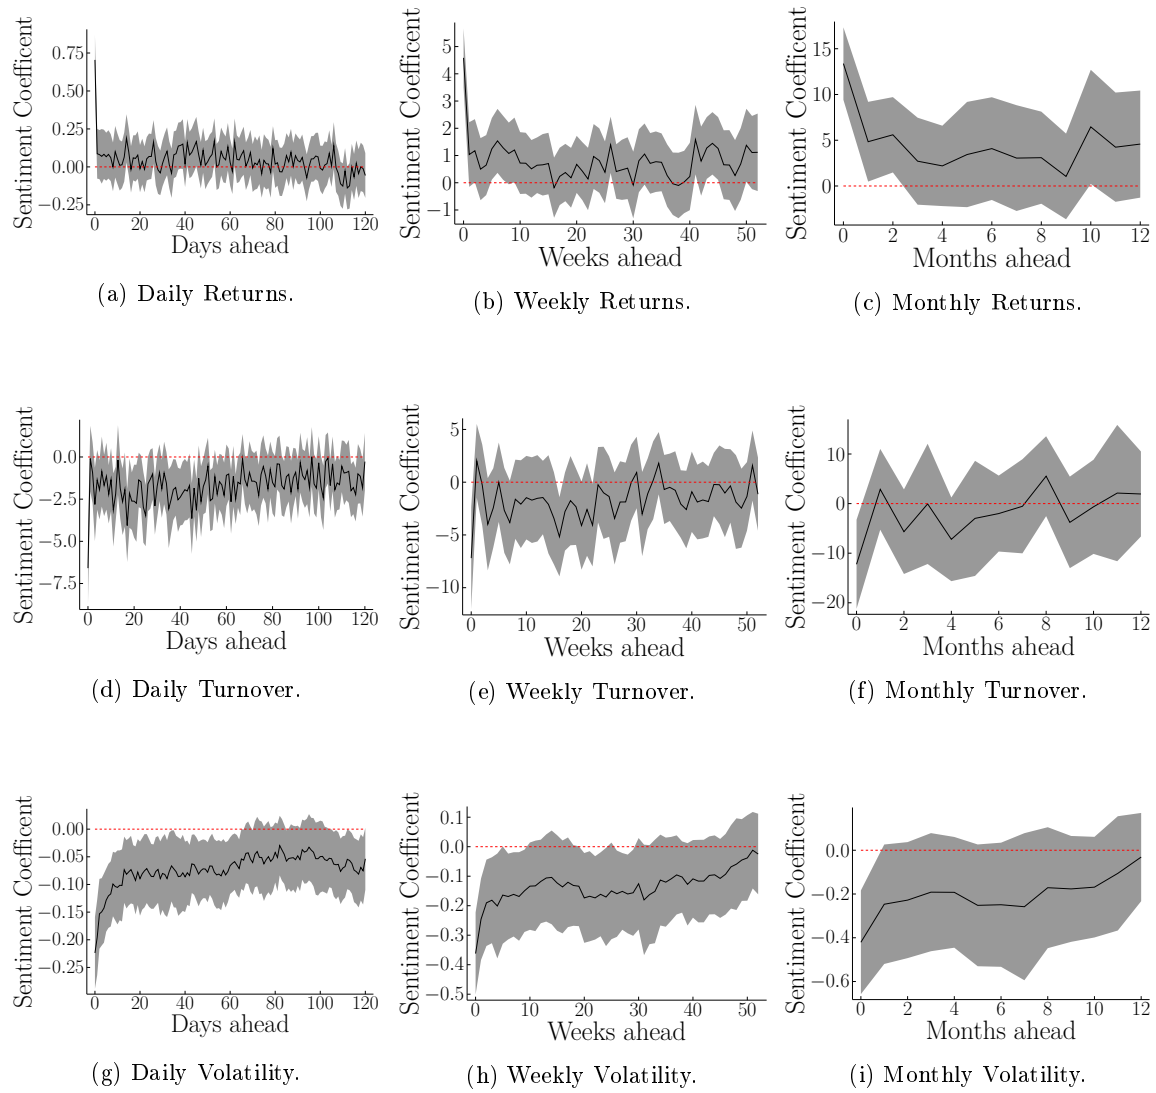 Sentiment Coefficent
0.75
0.50
0.25
0.00
−0.25
0 20 40 60 80 100 120
Days ahead
(a) Daily Returns.
Sentiment Coefficent
5
4
3
2
1
0
−1
0 10 20 30 40 50
Weeks ahead
(b) Weekly Returns.
Sentiment Coefficent
15
10
5
0
0 2 4 6 8 10 12
Months ahead
(c) Monthly Returns.
Sentiment Coefficent
0.0
−2.5
−5.0
−7.5
0 20 40 60 80 100 120
Days ahead
(d) Daily Turnover.
Sentiment Coefficent
5
0
−5
−10
0 10 20 30 40 50
Weeks ahead
(e) Weekly Turnover.
Sentiment Coefficent
10
0
−10
−20
0 2 4 6 8 10 12
Months ahead
(f) Monthly Turnover.
Sentiment Coefficent
0.00
−0.05
−0.10
−0.15
−0.20
−0.25
0 20 40 60 80 100 120
Days ahead
(g) Daily Volatility.
Sentiment Coefficent
0.1
0.0
−0.1
−0.2
−0.3
−0.4
−0.5
0 10 20 30 40 50
Weeks ahead
(h) Weekly Volatility.
Sentiment Coefficent
0.0
−0.2
−0.4
−0.6
0 2 4 6 8 10 12
Months ahead
(i) Monthly Volatility.